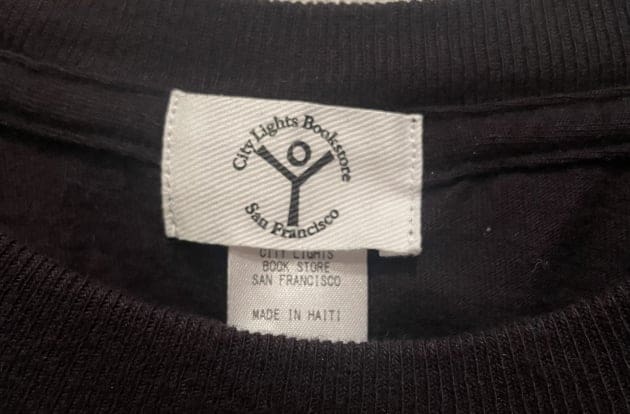 City Lights Bookstore
San Francisco
CITY LIGHTS
BOOK STORE
SAN FRANCISCO
MADE IN HAITI